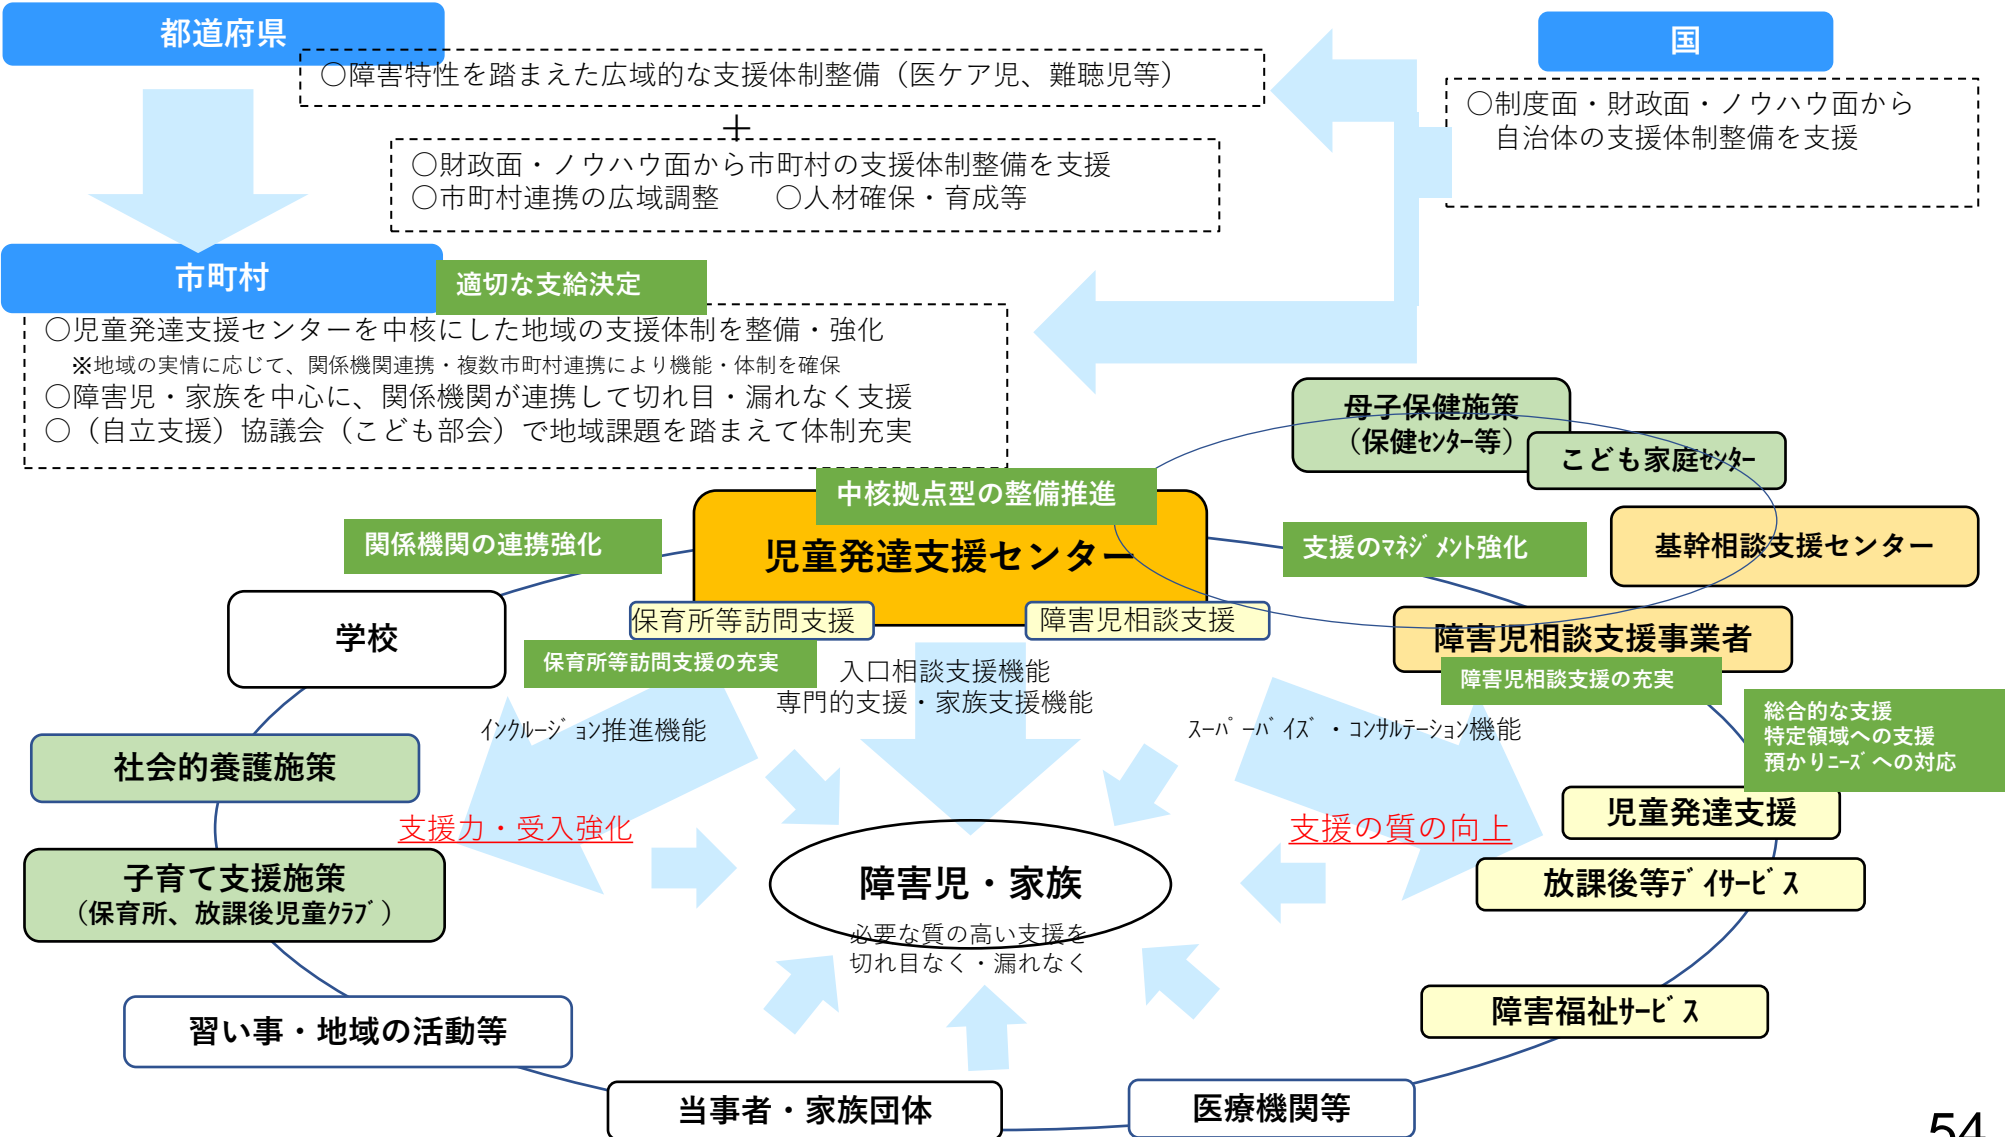 都道府県
○障害特性を踏まえた広域的な支援体制整備（医ケア児、難聴児等）
＋
○財政面・ノウハウ面から市町村の支援体制整備を支援
○市町村連携の広域調整　○人材確保・育成等
国
○制度面・財政面・ノウハウ面から
自治体の支援体制整備を支援
市町村
適切な支給決定
○児童発達支援センターを中核にした地域の支援体制を整備・強化
※地域の実情に応じて、関係機関連携・複数市町村連携により機能・体制を確保
○障害児・家族を中心に、関係機関が連携して切れ目・漏れなく支援
○（自立支援）協議会（こども部会）で地域課題を踏まえて体制充実
母子保健施策
（保健ｾﾝﾀｰ等）
こども家庭ｾﾝﾀｰ
中核拠点型の整備推進
児童発達支援センター
関係機関の連携強化
支援のﾏﾈｼﾞﾒﾝﾄ強化
基幹相談支援センター
保育所等訪問支援
障害児相談支援
学校
保育所等訪問支援の充実
障害児相談支援事業者
障害児相談支援の充実
入口相談支援機能
専門的支援・家族支援機能
ｲﾝｸﾙｰｼﾞｮﾝ推進機能
ｽｰﾊﾟｰﾊﾞｲｽﾞ・ｺﾝｻﾙﾃｰｼｮﾝ機能
総合的な支援
特定領域への支援
預かりﾆｰｽﾞへの対応
社会的養護施策
支援力・受入強化
支援の質の向上
児童発達支援
子育て支援施策
（保育所、放課後児童ｸﾗﾌﾞ）
障害児・家族
必要な質の高い支援を
切れ目なく・漏れなく
放課後等ﾃﾞｲｻｰﾋﾞｽ
習い事・地域の活動等
障害福祉ｻｰﾋﾞｽ
当事者・家族団体
医療機関等
54